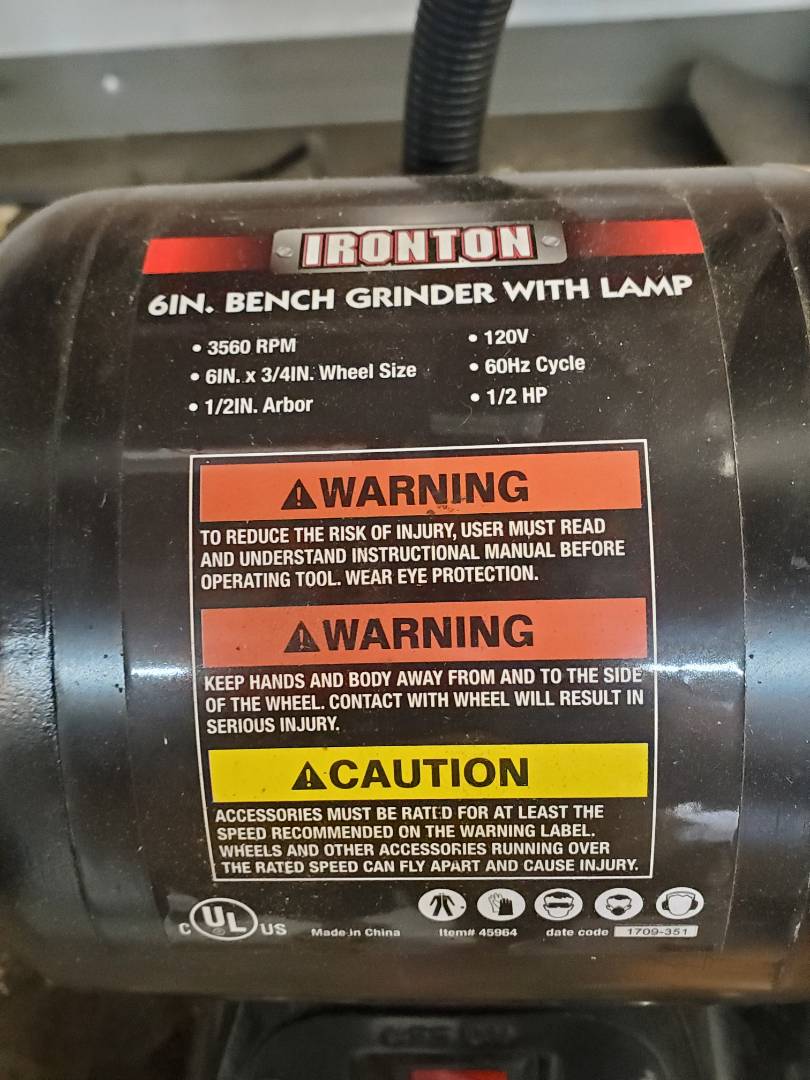 IRONTON
6IN. BENCH GRINDER WITH LAMP
• 3560 RPM
• 6IN. x 3/4IN. Wheel Size
• 1/2IN. Arbor
• 120V
• 60Hz Cycle
• 1/2 HP
WARNING
TO REDUCE THE RISK OF INJURY, USER MUST READ
AND UNDERSTAND INSTRUCTIONAL MANUAL BEFORE
OPERATING TOOL. WEAR EYE PROTECTION.
WARNING
KEEP HANDS AND BODY AWAY FROM AND TO THE SIDE
OF THE WHEEL. CONTACT WITH WHEEL WILL RESULT IN
SERIOUS INJURY.
CAUTION
ACCESSORIES MUST BE RATED FOR AT LEAST THE
SPEED RECOMMENDED ON THE WARNING LABEL.
WHEELS AND OTHER ACCESSORIES RUNNING OVER
THE RATED SPEED CAN FLY APART AND CAUSE INJURY.
C UL US Made in China Item# 45964 date code 1709-351